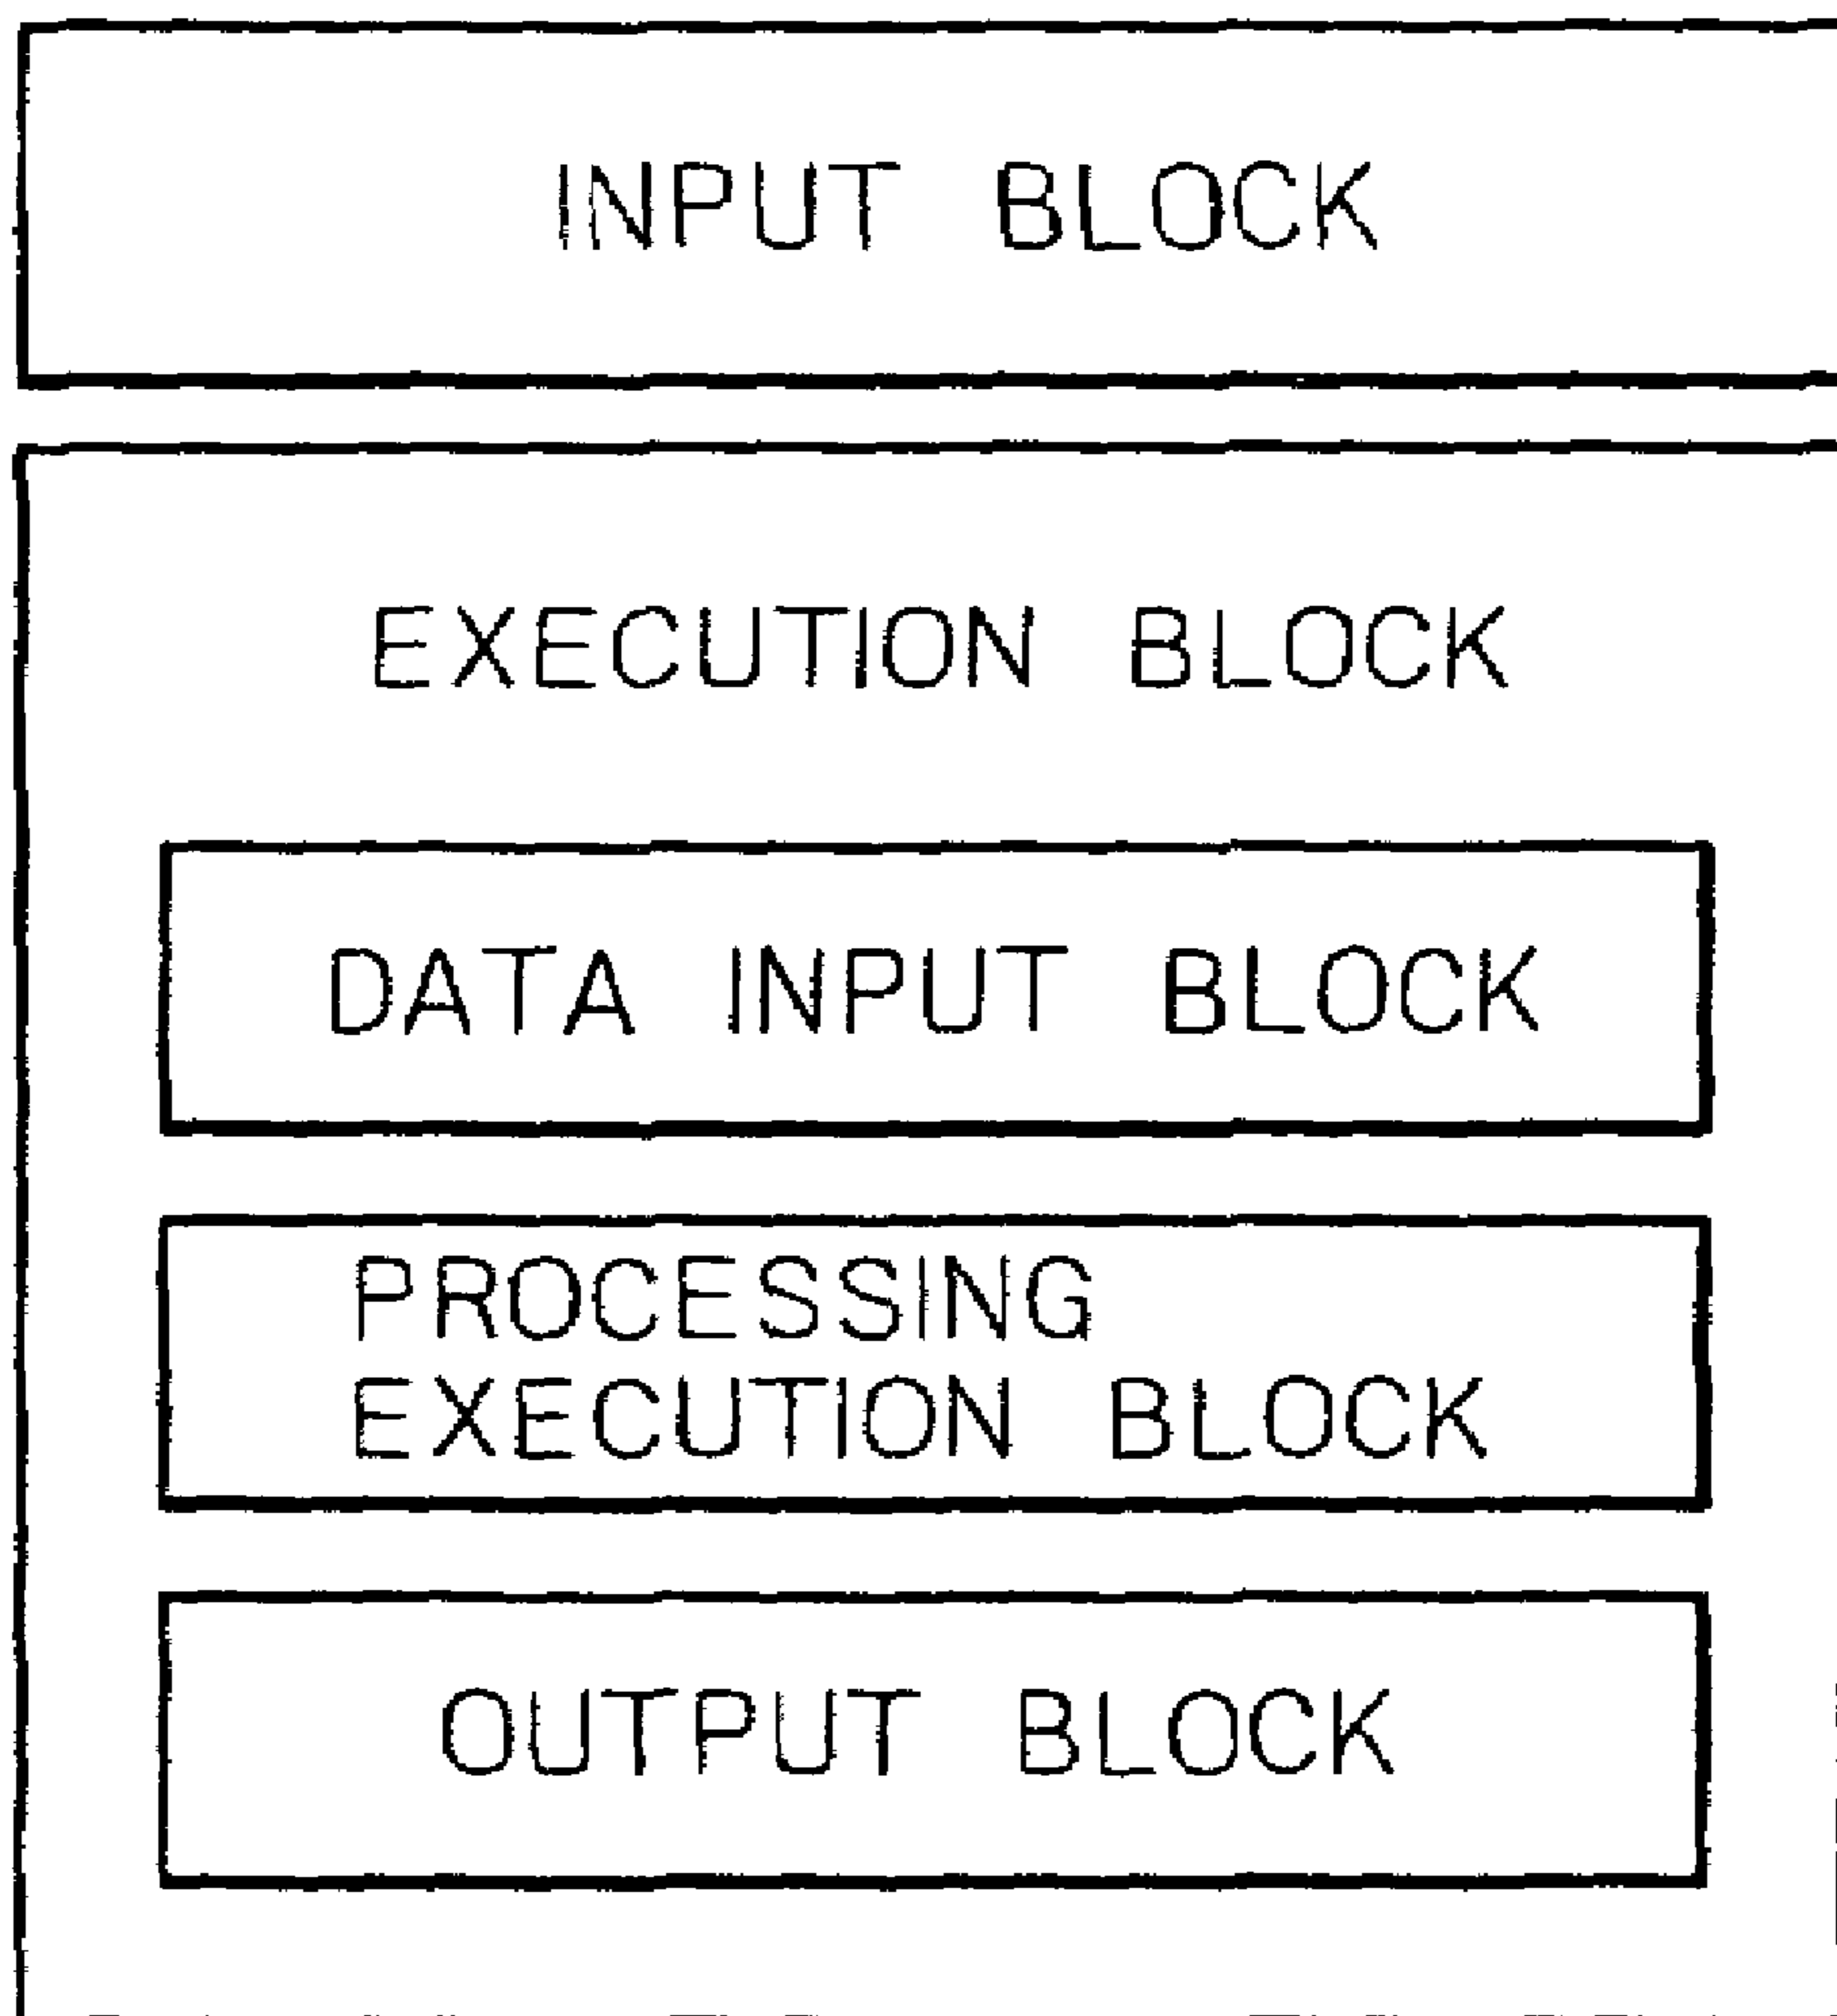 INPUT BLOCK
EXECUTION BLOCK
DATA INPUT BLOCK
PROCESSING
EXECUTION BLOCK
OUTPUT BLOCK